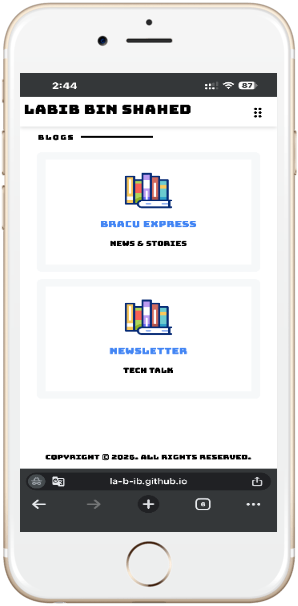 2:44
87
LABIB BIN SHAHED
BLOGS
BRACU EXPRESS
NEWS & STORIES
NEWSLETTER
TECH TALK
COPYRIGHT © 2026. ALL RIGHTS RESERVED.
la-b-ib.github.io